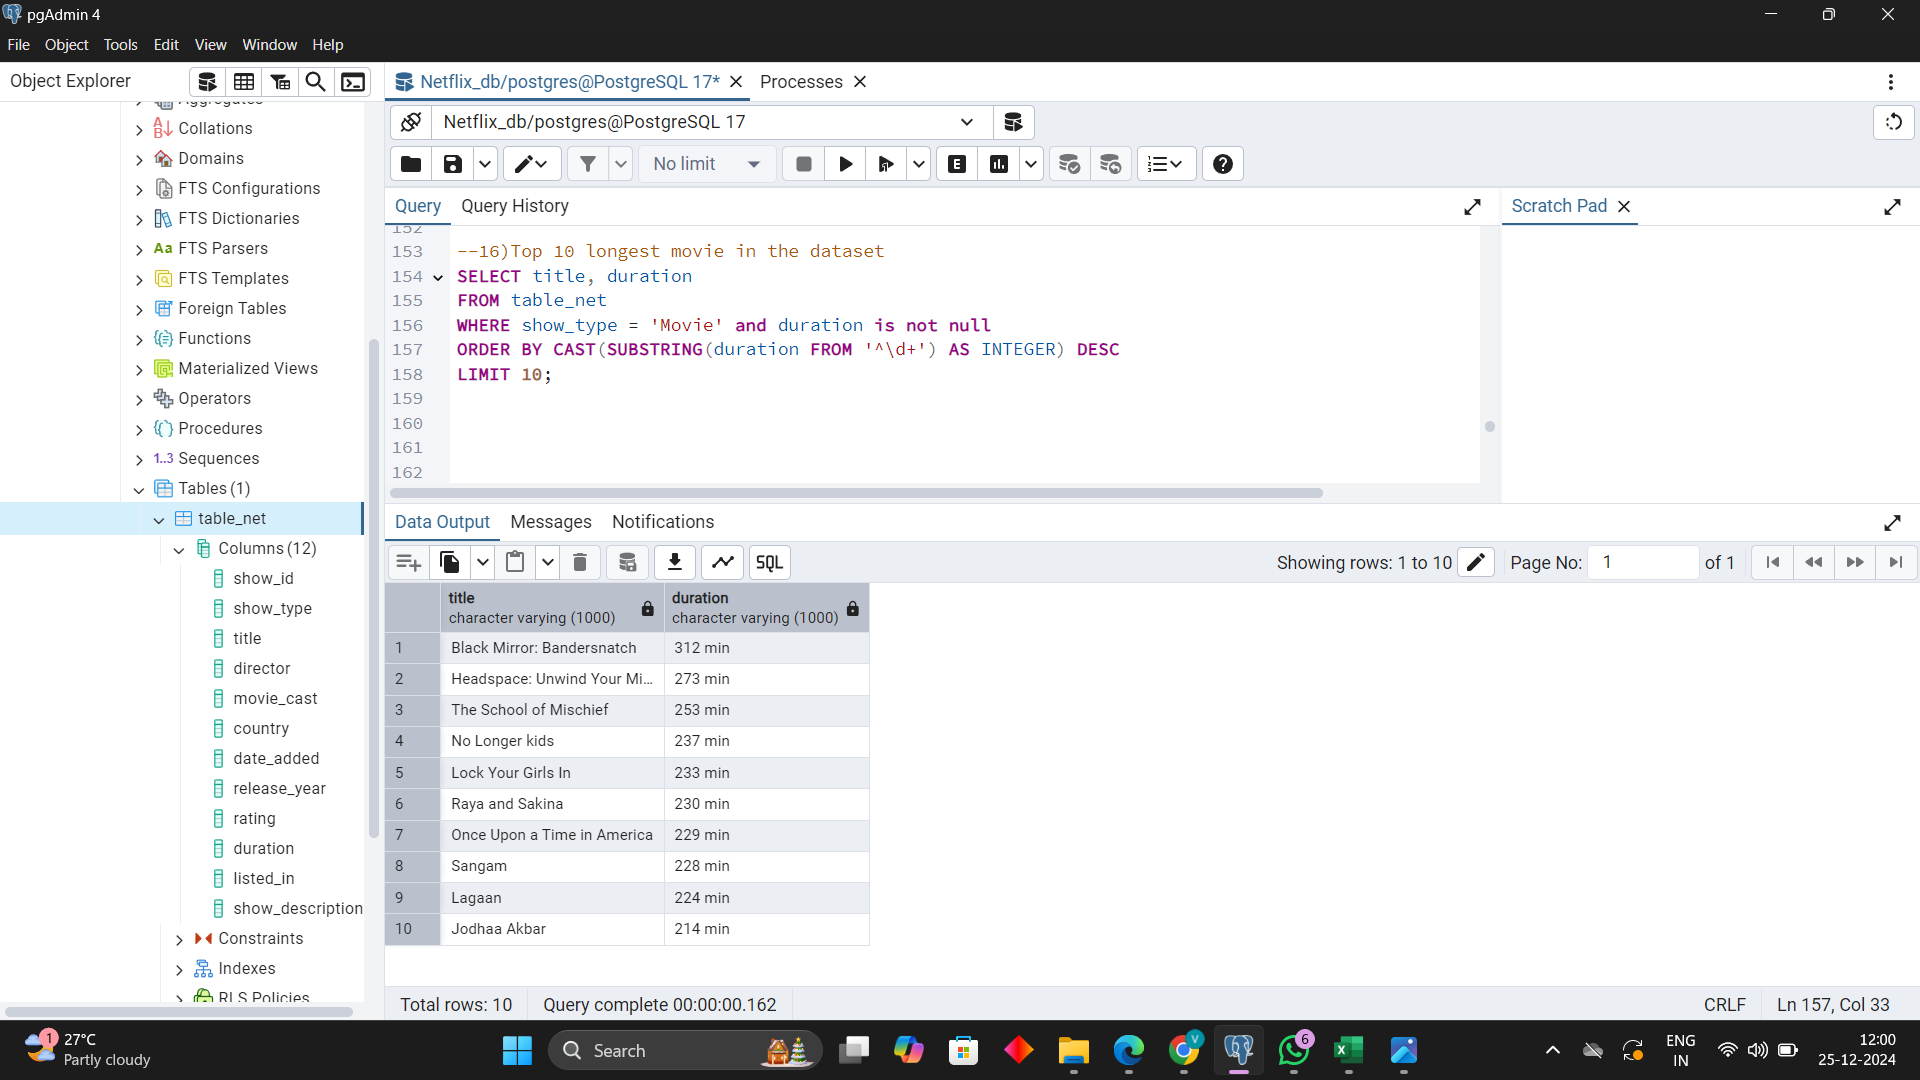 pgAdmin 4
File Object Tools Edit View Window Help
Object Explorer
Netflix_db/postgres@PostgreSQL 17* Processes
Netflix_db/postgres@PostgreSQL 17
No limit
E
Query Query History
Scratch Pad
Aggregates
Collations
Domains
FTS Configurations
FTS Dictionaries
Aa FTS Parsers
FTS Templates
Foreign Tables
Functions
Materialized Views
Operators
Procedures
1..3 Sequences
Tables (1)
table_net
Columns (12)
show_id
show_type
title
director
movie_cast
country
date_added
release_year
rating
duration
listed_in
show_description
Constraints
Indexes
RLS Policies
152
153 --16)Top 10 longest movie in the dataset
154 SELECT title, duration
155 FROM table_net
156 WHERE show_type = 'Movie' and duration is not null
157 ORDER BY CAST(SUBSTRING(duration FROM '^\d+') AS INTEGER) DESC
158 LIMIT 10;
159
160
161
162
Data Output Messages Notifications
SQL
Showing rows: 1 to 10 Page No: 1 of 1
title duration
character varying (1000) character varying (1000)
1 Black Mirror: Bandersnatch 312 min
2 Headspace: Unwind Your Mi... 273 min
3 The School of Mischief 253 min
4 No Longer kids 237 min
5 Lock Your Girls In 233 min
6 Raya and Sakina 230 min
7 Once Upon a Time in America 229 min
8 Sangam 228 min
9 Lagaan 224 min
10 Jodhaa Akbar 214 min
Total rows: 10 Query complete 00:00:00.162 CRLF Ln 157, Col 33
1 27°C
Partly cloudy
Search
V
6
ENG
IN
12:00
25-12-2024